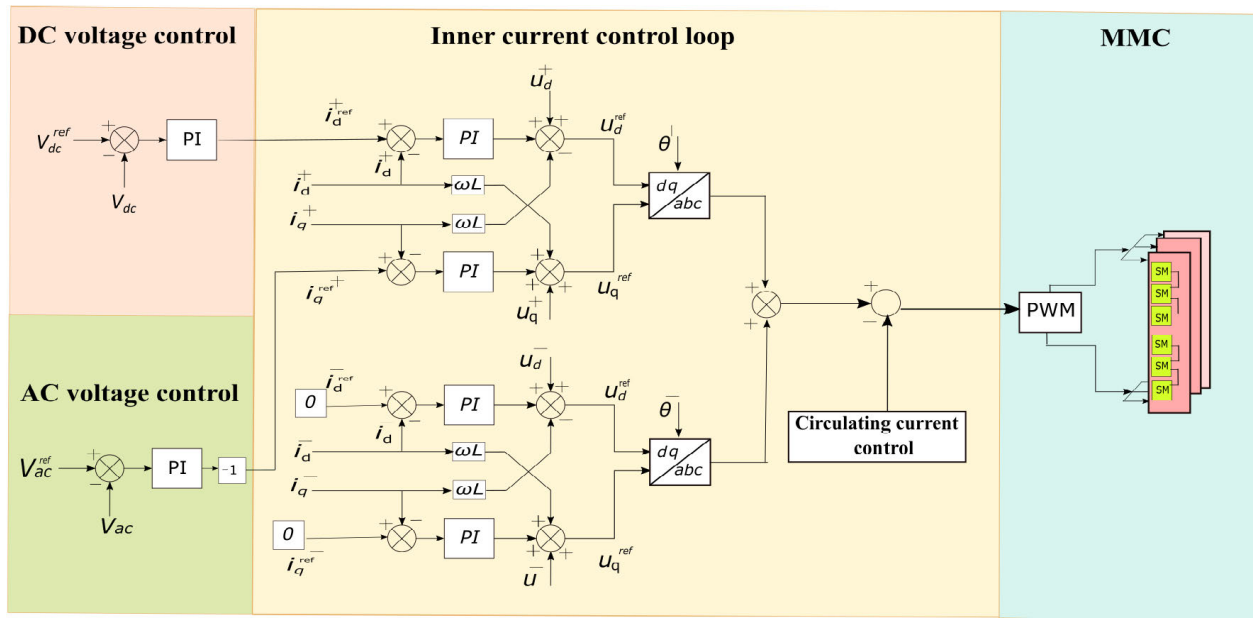 DC voltage control
Inner current control loop
MMC
V_dc^ref
+
−
V_dc
PI
i_d^+ref
+
−
i_d^+
PI
u_d^+
+
+
−
u_d^ref
θ^+
dq
abc
i_d^+
ωL
i_q^+
ωL
+
−
PI
i_q^ref+
+
+
+
u_q^+
u_q^ref
AC voltage control
V_ac^ref
+
−
V_ac
PI
-1
0
i_d^−ref
+
−
i_d^−
PI
u_d^−
+
+
−
u_d^ref
θ^−
dq
abc
i_d^−
ωL
i_q^−
ωL
0
i_q^ref−
+
−
PI
+
+
+
u^−
u_q^ref
+
+
+
−
Circulating current
control
PWM
SM
SM
SM
SM
SM
SM